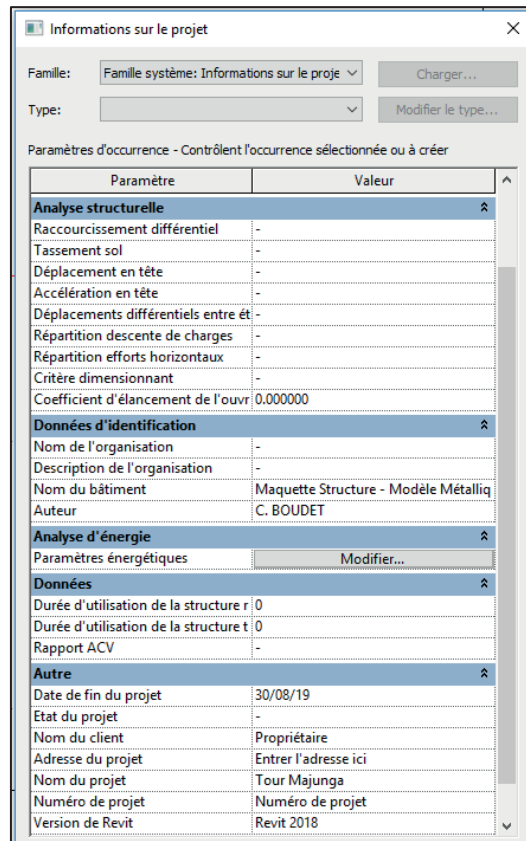 Informations sur le projet
Famille: Famille système: Informations sur le proje Charger...
Type: Modifier le type...
Paramètres d'occurrence - Contrôlent l'occurrence sélectionnée ou à créer
Paramètre Valeur
Analyse structurelle
Raccourcissement différentiel -
Tassement sol -
Déplacement en tête -
Accélération en tête -
Déplacements différentiels entre ét -
Répartition descente de charges -
Répartition efforts horizontaux -
Critère dimensionnant -
Coefficient d'élancement de l'ouvr 0.000000
Données d'identification
Nom de l'organisation -
Description de l'organisation -
Nom du bâtiment Maquette Structure - Modèle Métalliq
Auteur C. BOUDET
Analyse d'énergie
Paramètres énergétiques Modifier...
Données
Durée d'utilisation de la structure r 0
Durée d'utilisation de la structure t 0
Rapport ACV -
Autre
Date de fin du projet 30/08/19
Etat du projet -
Nom du client Propriétaire
Adresse du projet Entrer l'adresse ici
Nom du projet Tour Majunga
Numéro de projet Numéro de projet
Version de Revit Revit 2018